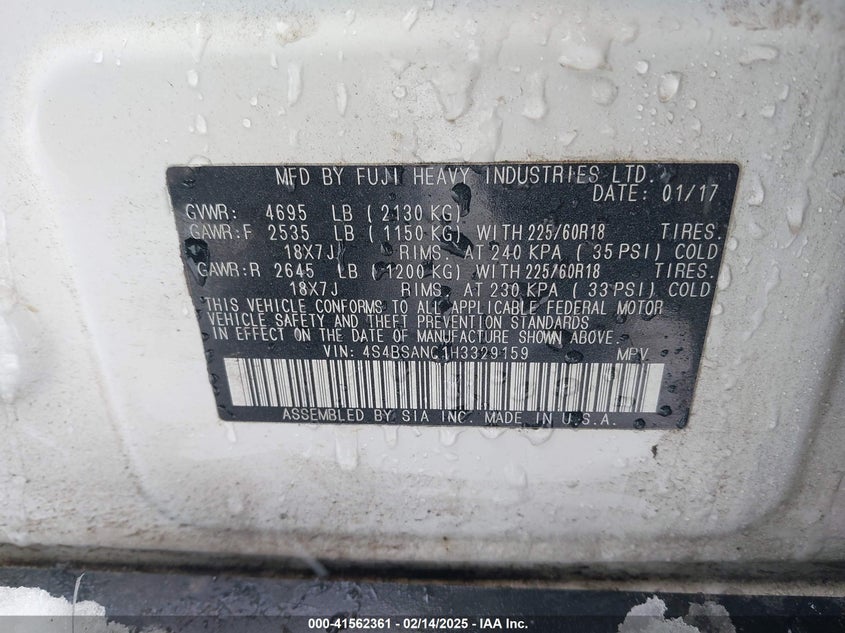 MFD BY FUJI HEAVY INDUSTRIES LTD.
DATE: 01/17
GVWR: 4695 LB ( 2130 KG)
GAWR:F 2535 LB ( 1150 KG) WITH 225/60R18 TIRES.
18X7J RIMS. AT 240 KPA ( 35 PSI) COLD
GAWR:R 2645 LB ( 1200 KG) WITH 225/60R18 TIRES.
18X7J RIMS. AT 230 KPA ( 33 PSI) COLD
THIS VEHICLE CONFORMS TO ALL APPLICABLE FEDERAL MOTOR
VEHICLE SAFETY AND THEFT PREVENTION STANDARDS
IN EFFECT ON THE DATE OF MANUFACTURE SHOWN ABOVE.
VIN: 4S4BSANC1H3329159 MPV
ASSEMBLED BY SIA INC. MADE IN U.S.A.
000-41562361 - 02/14/2025 - IAA Inc.